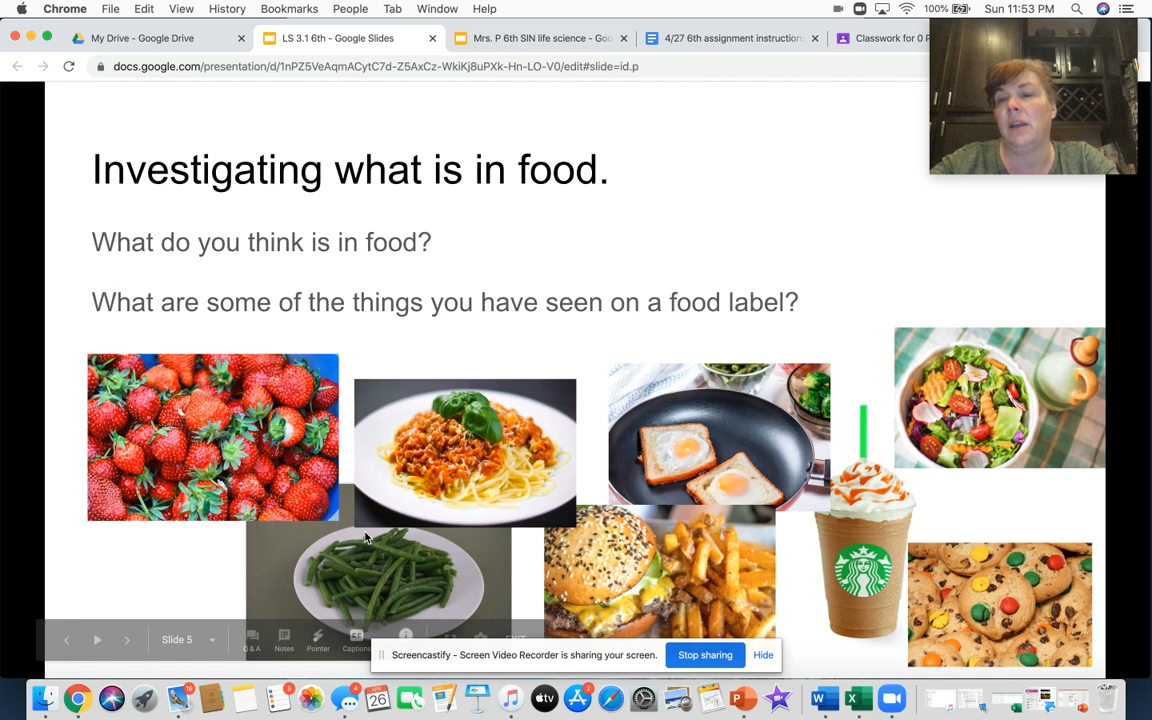 Chrome File Edit View History Bookmarks People Tab Window Help 100% Sun 11:53 PM
My Drive - Google Drive LS 3.1 6th - Google Slides Mrs. P 6th SIN life science - Goo 4/27 6th assignment instruction Classwork for 0 P
docs.google.com/presentation/d/1nPZ5VeAqmACytC7d-Z5AxCz-WkiKj8uPXk-Hn-LO-V0/edit#slide=id.p
Investigating what is in food.
What do you think is in food?
What are some of the things you have seen on a food label?
Slide 5 Q & A Notes Pointer Captions EXIT
Screencastify - Screen Video Recorder is sharing your screen. Stop sharing Hide